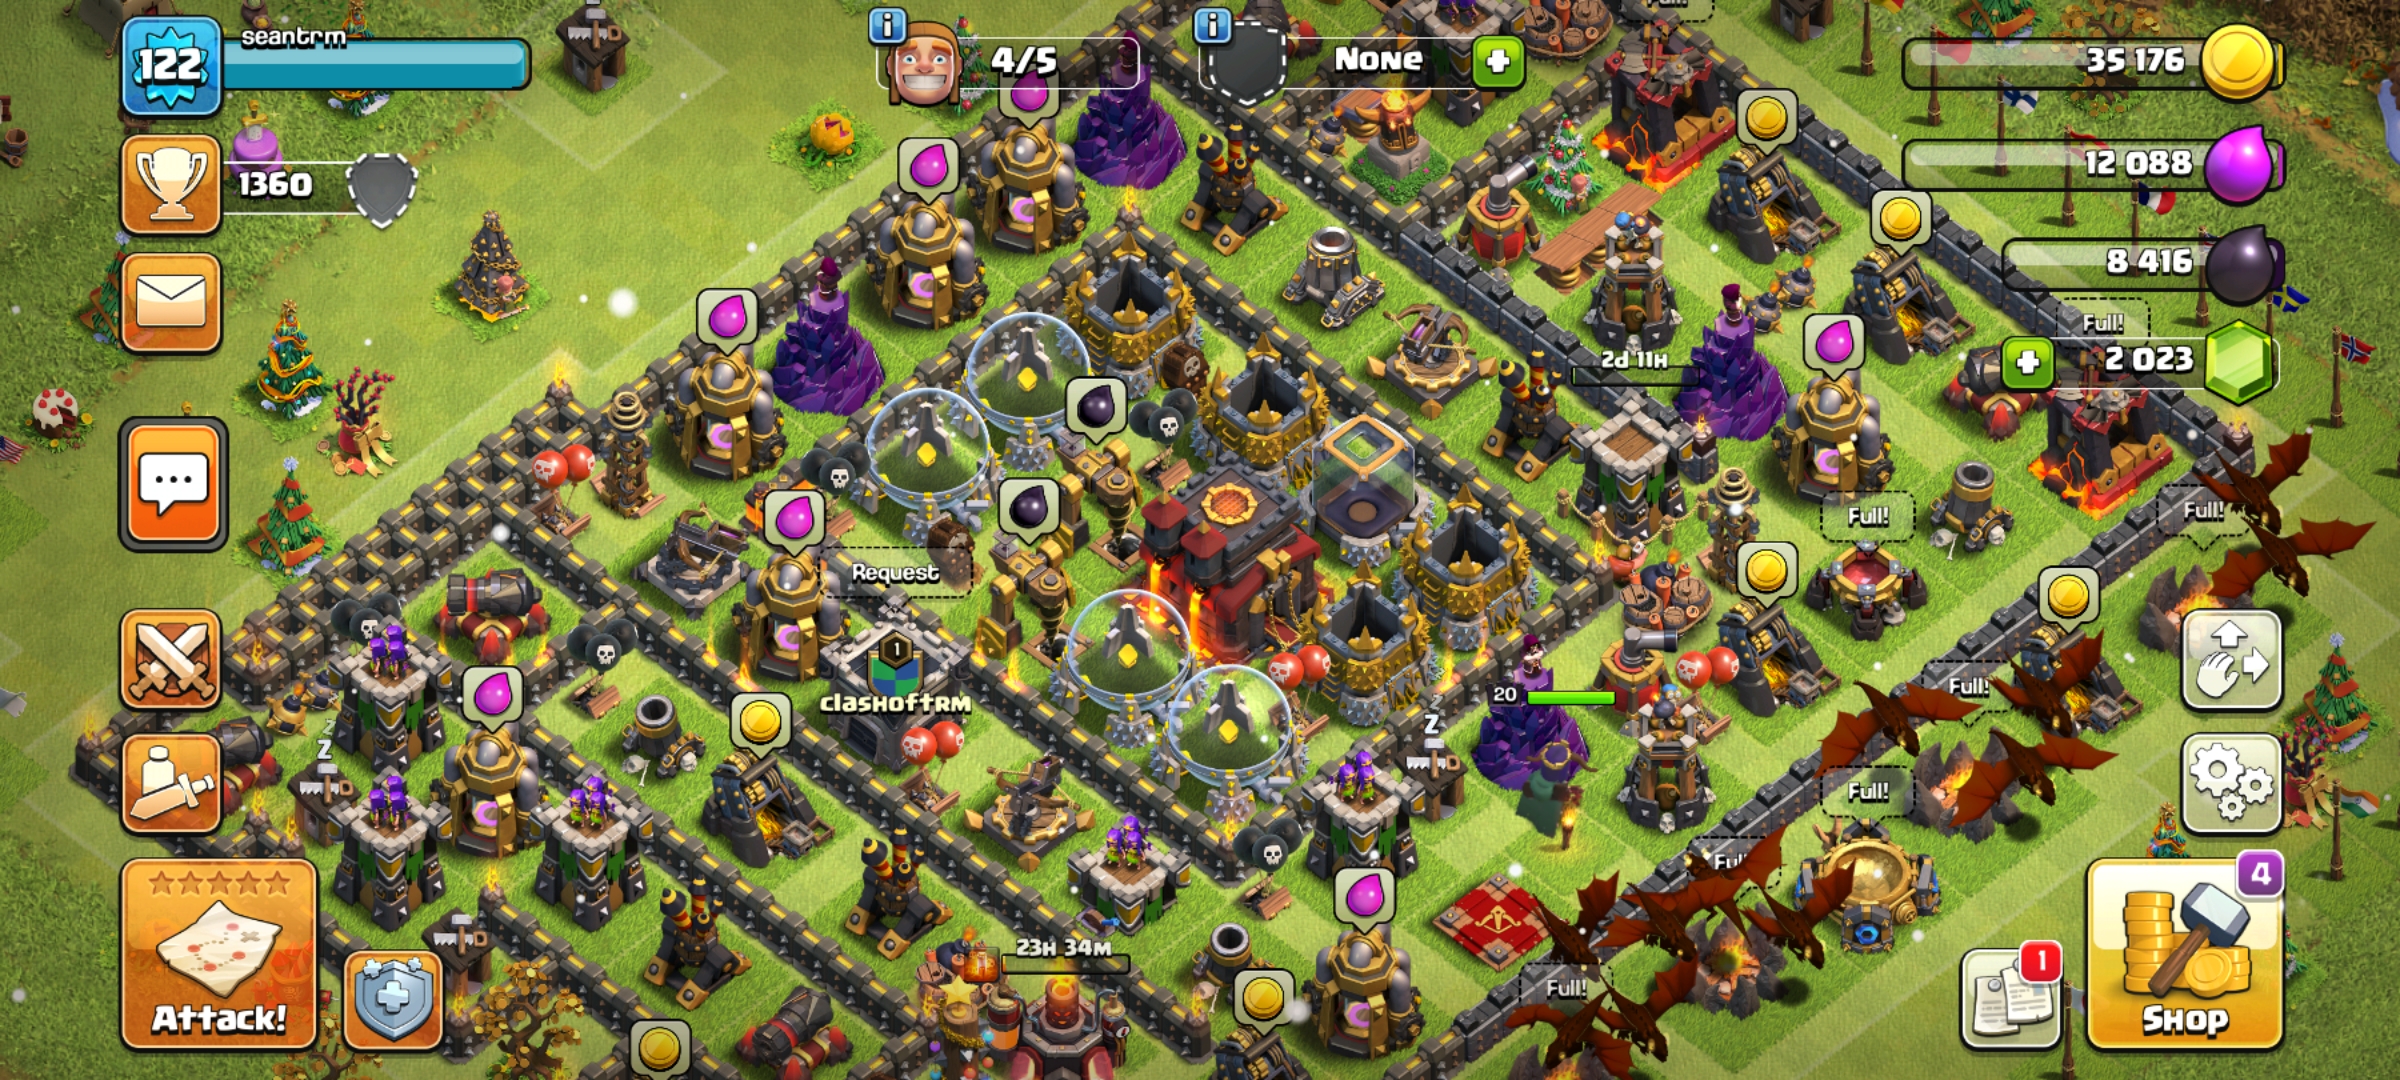 122
seantrm
4/5
None
35 176
1360
12 088
8 416
Full!
2 023
2d 11H
Full!
Full!
Request
1
clashoftrm
Full!
20
Z
Z
Full!
Full!
4
23H 34M
Full!
1
Attack!
Shop